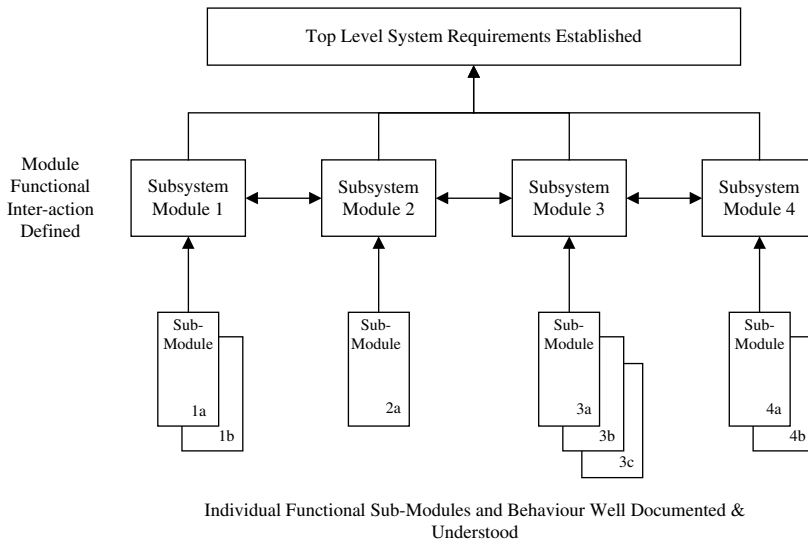 Top Level System Requirements Established
Module
Functional
Inter-action
Defined
Subsystem
Module 1
Subsystem
Module 2
Subsystem
Module 3
Subsystem
Module 4
Sub-
Module
1a
1b
Sub-
Module
2a
Sub-
Module
3a
3b
3c
Sub-
Module
4a
4b
Individual Functional Sub-Modules and Behaviour Well Documented &
Understood